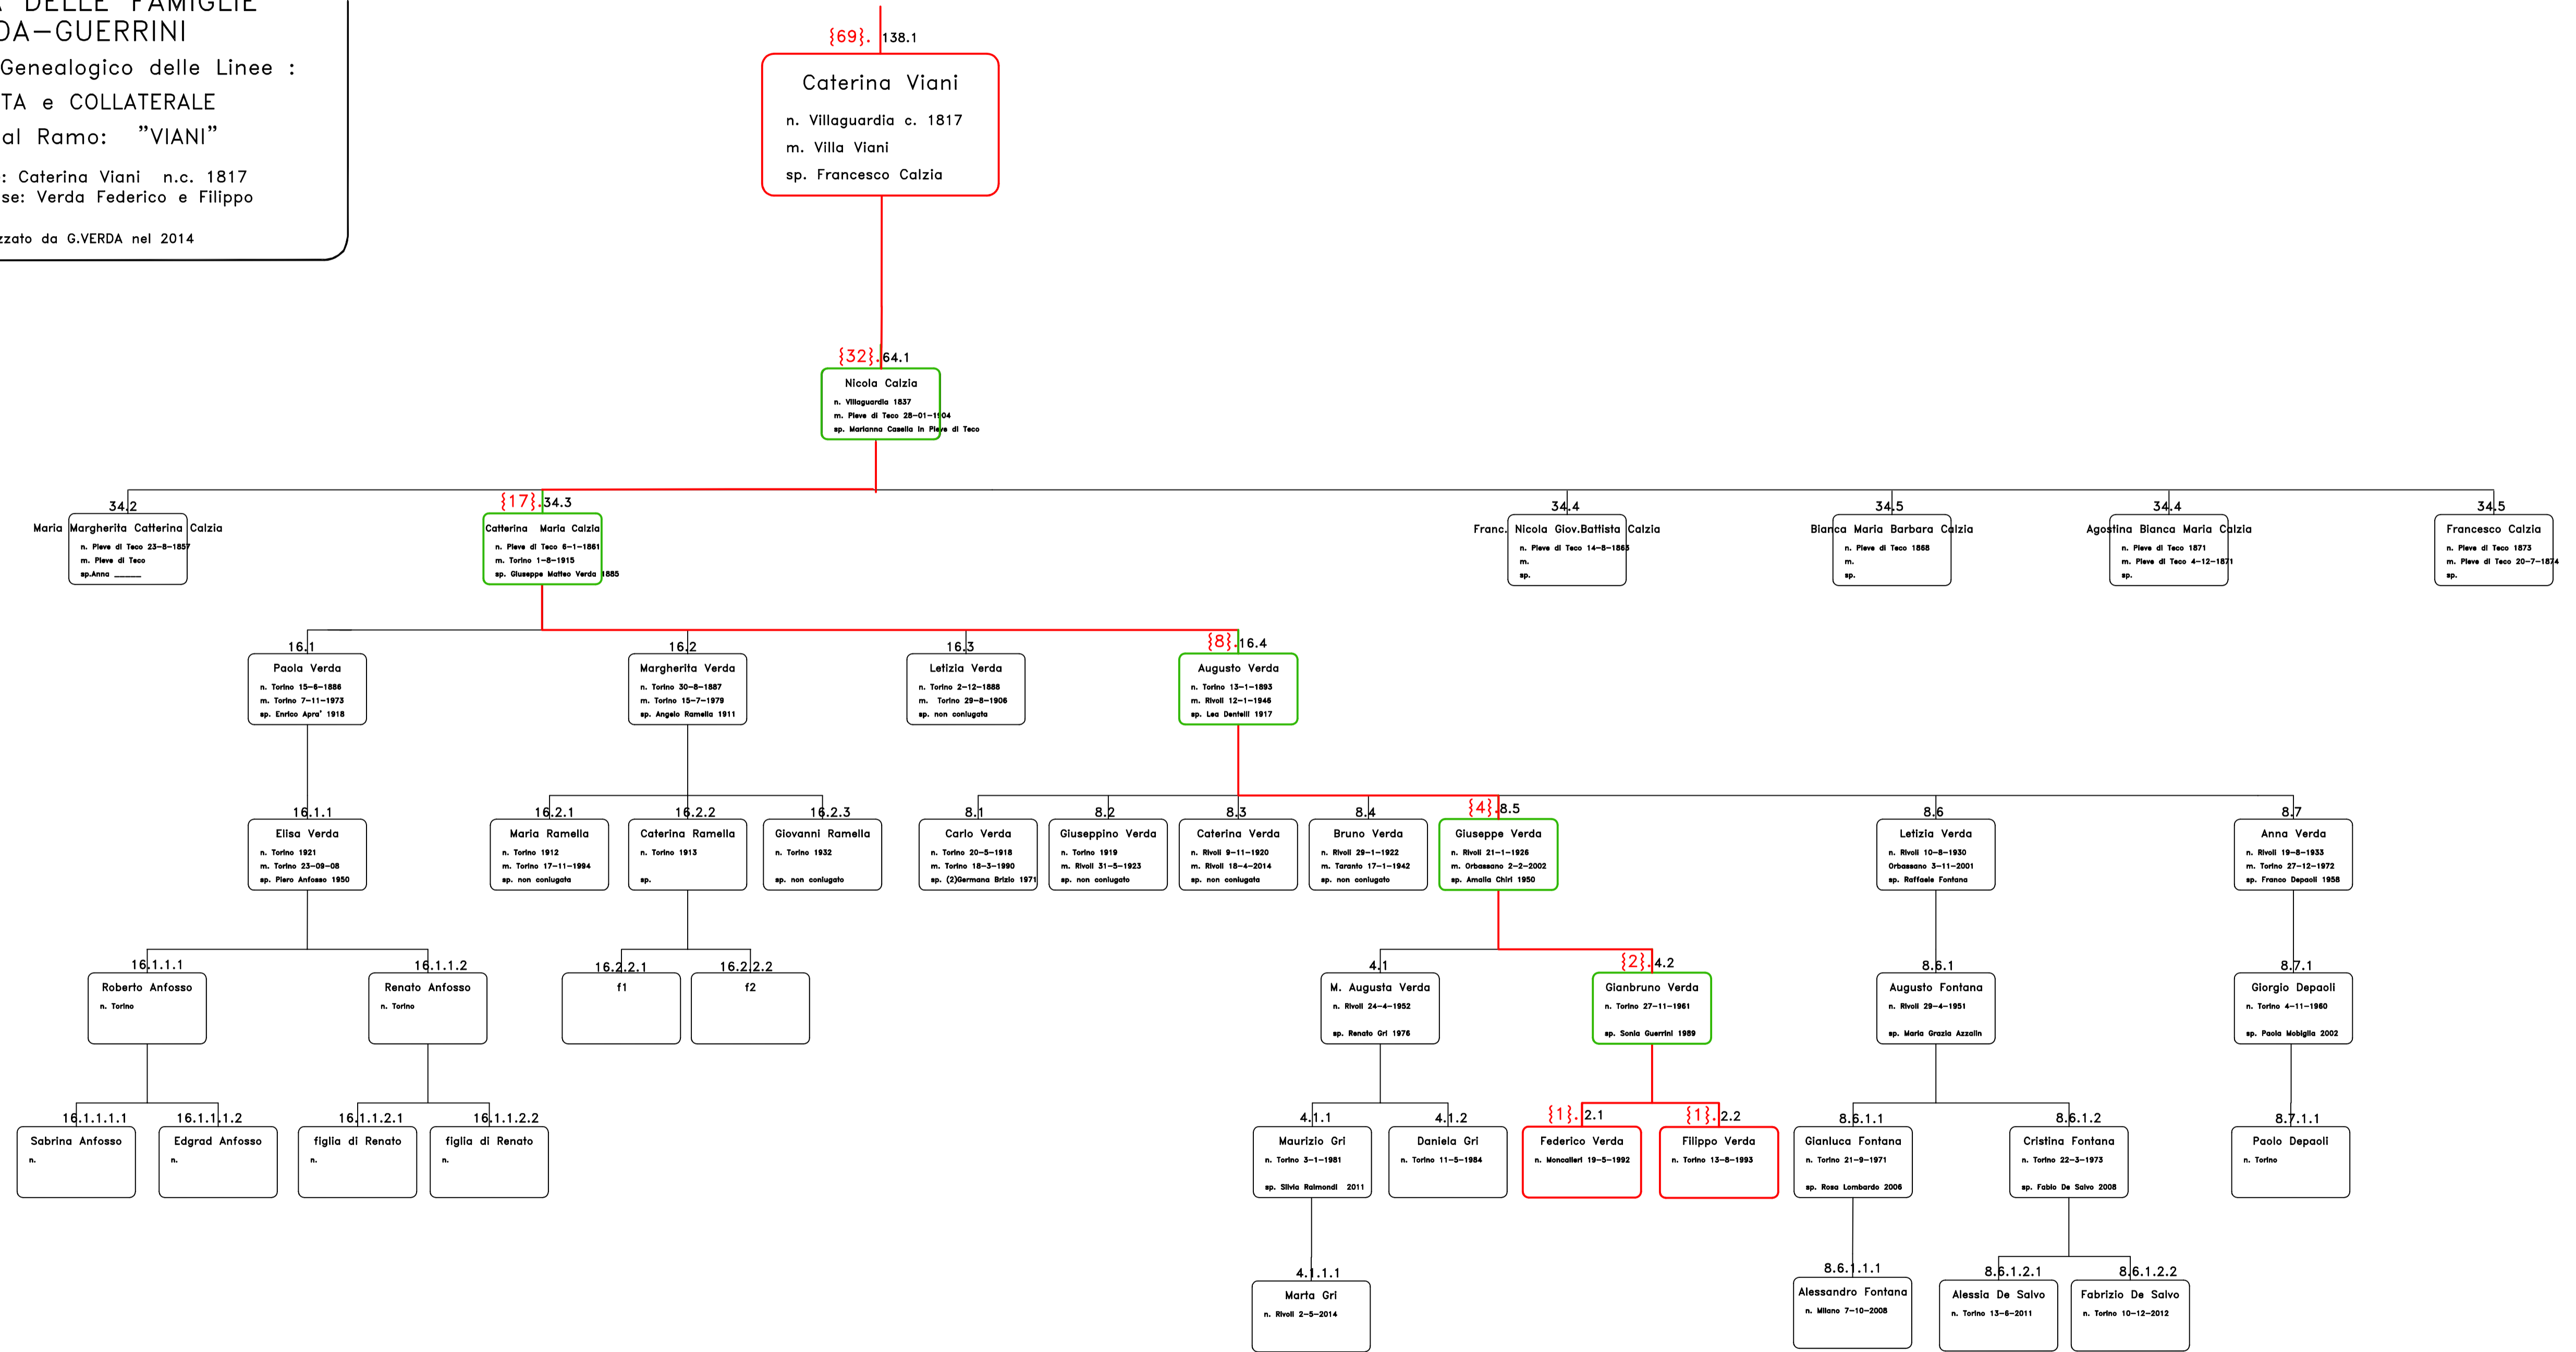 A DELLE FAMIGLIE
DA-GUERRINI
Genealogico delle Linee :
TA e COLLATERALE
al Ramo: ”VIANI”
: Caterina Viani n.c. 1817
se: Verda Federico e Filippo
zzato da G.VERDA nel 2014
{69}. 138.1
Caterina Viani
n. Villaguardia c. 1817
m. Villa Viani
sp. Francesco Calzia
{32}. 64.1
Nicola Calzia
n. Villaguardia 1837
m. Pieve di Teco 28-01-1904
sp. Marianna Casella in Pieve di Teco
34.2
Maria Margherita Catterina Calzia
n. Pieve di Teco 23-8-1857
m. Pieve di Teco
sp.Anna _____
{17}. 34.3
Catterina Maria Calzia
n. Pieve di Teco 6-1-1861
m. Torino 1-8-1915
sp. Giuseppe Matteo Verda 1885
34.4
Franc. Nicola Giov.Battista Calzia
n. Pieve di Teco 14-8-1865
m.
sp.
34.5
Bianca Maria Barbara Calzia
n. Pieve di Teco 1868
m.
sp.
34.4
Agostina Bianca Maria Calzia
n. Pieve di Teco 1871
m. Pieve di Teco 4-12-1871
sp.
34.5
Francesco Calzia
n. Pieve di Teco 1873
m. Pieve di Teco 20-7-1874
sp.
16.1
Paola Verda
n. Torino 15-6-1886
m. Torino 7-11-1973
sp. Enrico Apra' 1918
16.2
Margherita Verda
n. Torino 30-8-1887
m. Torino 15-7-1979
sp. Angelo Ramella 1911
16.3
Letizia Verda
n. Torino 2-12-1888
m. Torino 29-8-1906
sp. non coniugata
{8}. 16.4
Augusto Verda
n. Torino 13-1-1893
m. Rivoli 12-1-1946
sp. Lea Dentelli 1917
16.1.1
Elisa Verda
n. Torino 1921
m. Torino 23-09-08
sp. Piero Anfosso 1950
16.2.1
Maria Ramella
n. Torino 1912
m. Torino 17-11-1994
sp. non coniugata
16.2.2
Caterina Ramella
n. Torino 1913
sp.
16.2.3
Giovanni Ramella
n. Torino 1932
sp. non coniugato
8.1
Carlo Verda
n. Torino 20-5-1918
m. Torino 18-3-1990
sp. (2)Germana Brizio 1971
8.2
Giuseppino Verda
n. Torino 1919
m. Rivoli 31-5-1923
sp. non coniugato
8.3
Caterina Verda
n. Rivoli 9-11-1920
m. Rivoli 18-4-2014
sp. non coniugata
8.4
Bruno Verda
n. Rivoli 29-1-1922
m. Taranto 17-1-1942
sp. non coniugato
{4}. 8.5
Giuseppe Verda
n. Rivoli 21-1-1926
m. Orbassano 2-2-2002
sp. Amalia Chiri 1950
8.6
Letizia Verda
n. Rivoli 10-8-1930
Orbassano 3-11-2001
sp. Raffaele Fontana
8.7
Anna Verda
n. Rivoli 19-8-1933
m. Torino 27-12-1972
sp. Franco Depaoli 1958
16.1.1.1
Roberto Anfosso
n. Torino
16.1.1.2
Renato Anfosso
n. Torino
16.2.2.1
f1
16.2.2.2
f2
4.1
M. Augusta Verda
n. Rivoli 24-4-1952
sp. Renato Gri 1976
{2}. 4.2
Gianbruno Verda
n. Torino 27-11-1961
sp. Sonia Guerrini 1989
8.6.1
Augusto Fontana
n. Rivoli 29-4-1951
sp. Maria Grazia Azzalin
8.7.1
Giorgio Depaoli
n. Torino 4-11-1960
sp. Paola Mobiglia 2002
16.1.1.1.1
Sabrina Anfosso
n.
16.1.1.1.2
Edgrad Anfosso
n.
16.1.1.2.1
figlia di Renato
n.
16.1.1.2.2
figlia di Renato
n.
4.1.1
Maurizio Gri
n. Torino 3-1-1981
sp. Silvia Raimondi 2011
4.1.2
Daniela Gri
n. Torino 11-5-1984
{1}. 2.1
Federico Verda
n. Moncalieri 19-5-1992
{1}. 2.2
Filippo Verda
n. Torino 13-8-1993
8.6.1.1
Gianluca Fontana
n. Torino 21-9-1971
sp. Rosa Lombardo 2006
8.6.1.2
Cristina Fontana
n. Torino 22-3-1973
sp. Fabio De Salvo 2008
8.7.1.1
Paolo Depaoli
n. Torino
4.1.1.1
Marta Gri
n. Rivoli 2-5-2014
8.6.1.1.1
Alessandro Fontana
n. Milano 7-10-2008
8.6.1.2.1
Alessia De Salvo
n. Torino 13-6-2011
8.6.1.2.2
Fabrizio De Salvo
n. Torino 10-12-2012